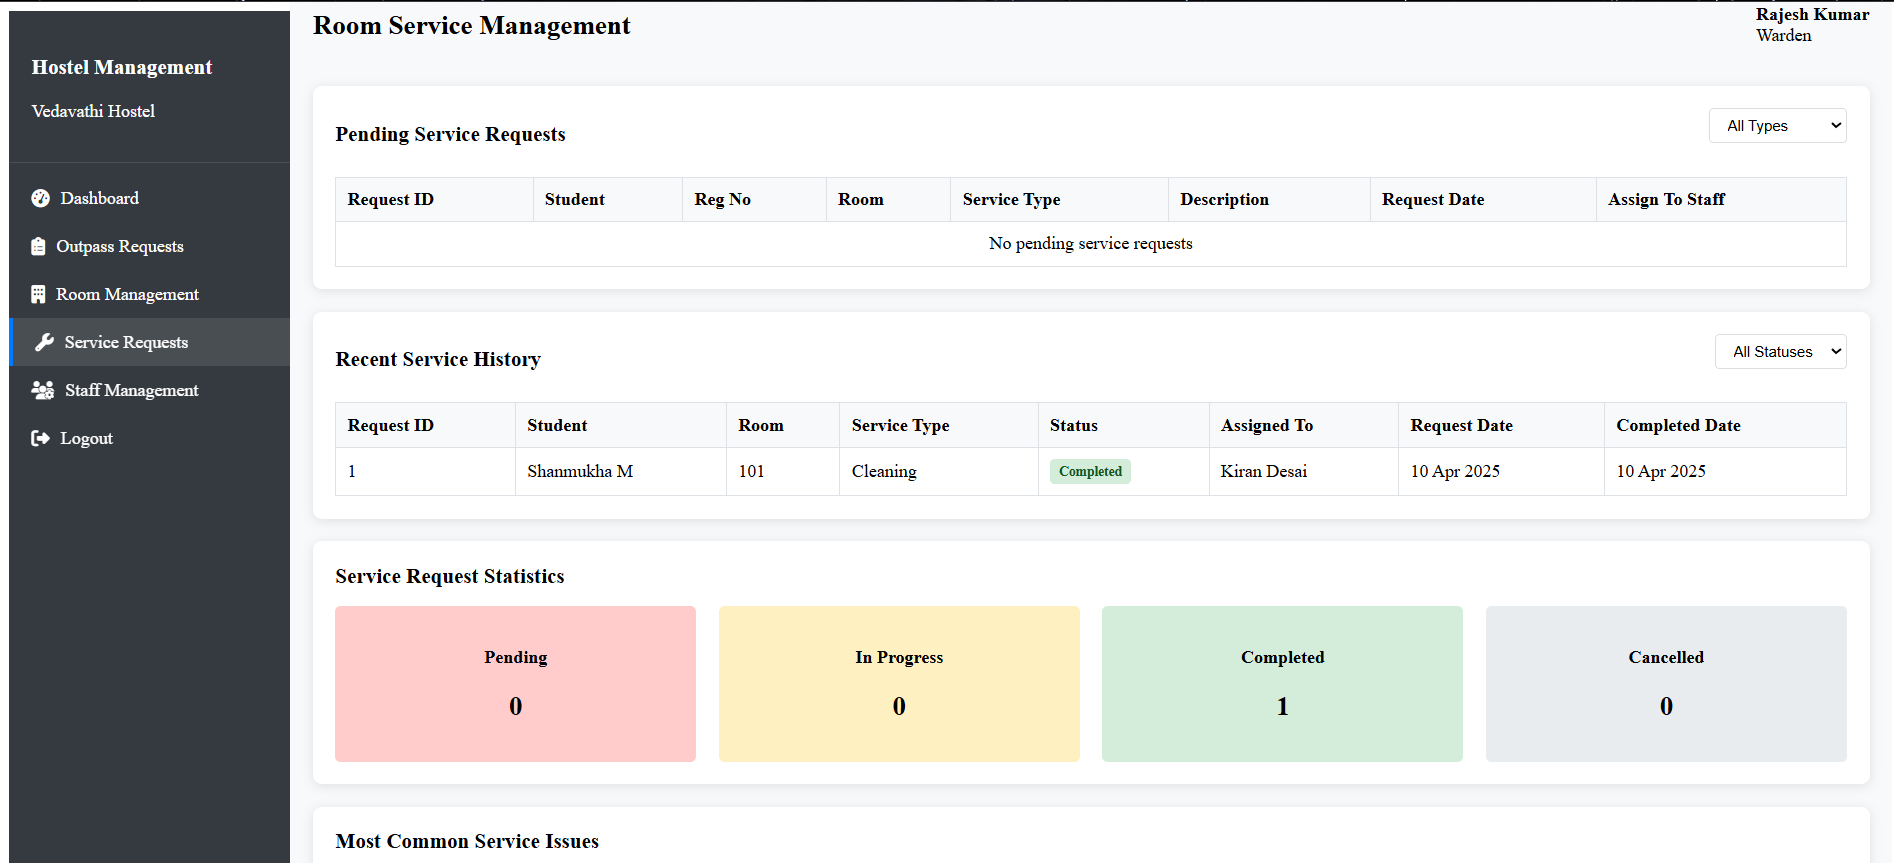 Hostel Management
Vedavathi Hostel
Dashboard
Outpass Requests
Room Management
Service Requests
Staff Management
Logout
Room Service Management
Rajesh Kumar
Warden
Pending Service Requests
All Types
Request ID Student Reg No Room Service Type Description Request Date Assign To Staff
No pending service requests
Recent Service History
All Statuses
Request ID Student Room Service Type Status Assigned To Request Date Completed Date
1 Shanmukha M 101 Cleaning Completed Kiran Desai 10 Apr 2025 10 Apr 2025
Service Request Statistics
Pending In Progress Completed Cancelled
0 0 1 0
Most Common Service Issues